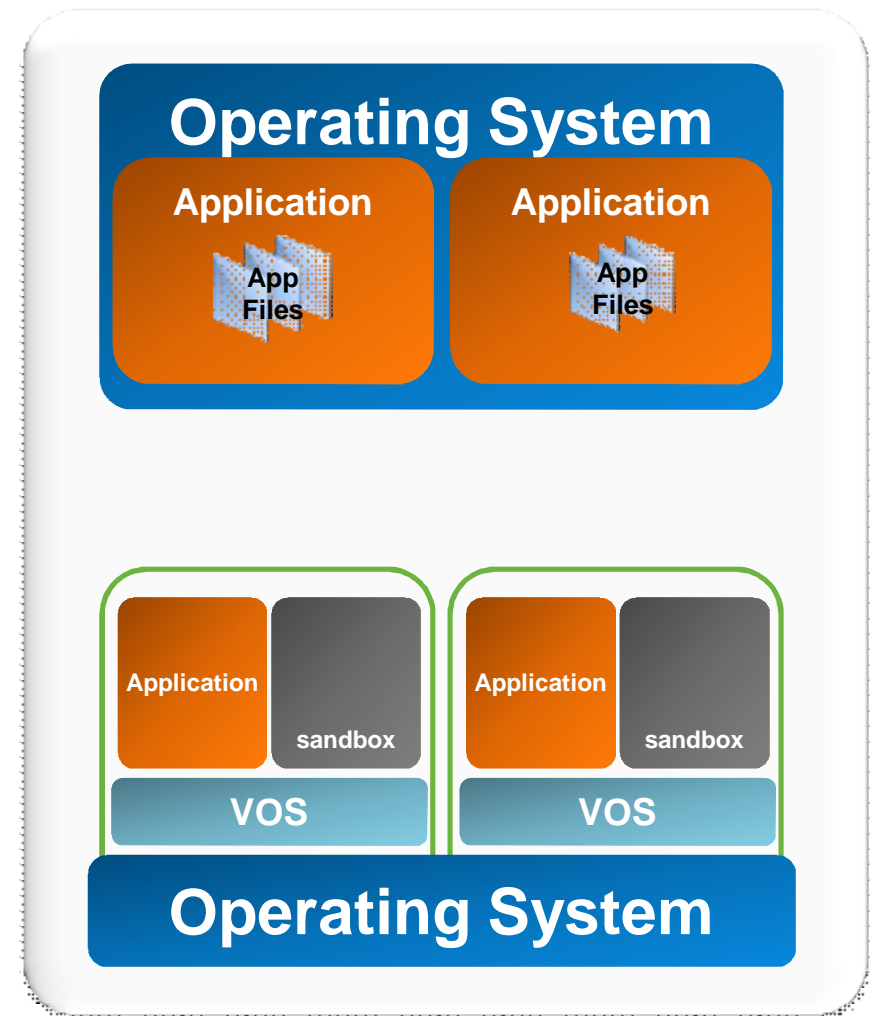 Operating System
Application
App
Files
Application
App
Files
Application
sandbox
VOS
Application
sandbox
VOS
Operating System